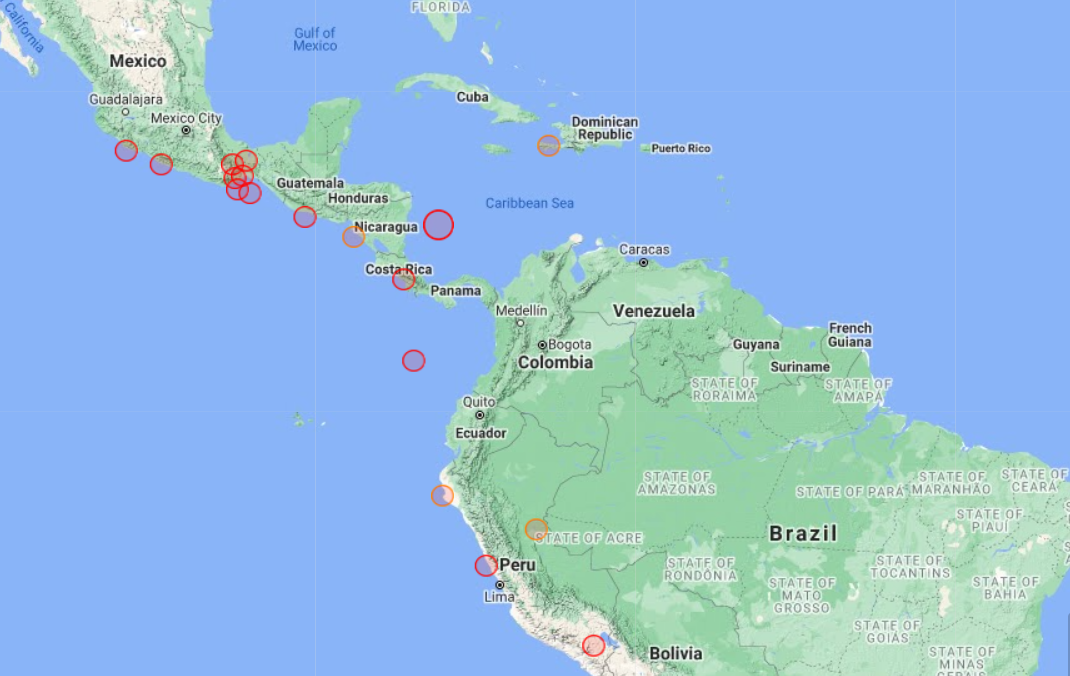 FLORIDA
California
Gulf of
Mexico
Mexico
Guadalajara
Mexico City
Cuba
Dominican
Republic
Puerto Rico
Guatemala
Honduras
Caribbean Sea
Nicaragua
Costa Rica
Panama
Caracas
Medellín
Venezuela
Bogota
Colombia
Guyana
French
Guiana
Suriname
STATE OF
RORAIMA
STATE OF
AMAPÁ
Quito
Ecuador
STATE OF
AMAZONAS
STATE OF PARÁ
STATE OF
MARANHÃO
STATE OF
CEARÁ
STATE OF
PIAUÍ
STATE OF ACRE
Brazil
Peru
Lima
STATE OF
RONDÔNIA
STATE OF
TOCANTINS
STATE OF
MATO
GROSSO
STATE OF
BAHIA
STATE OF
GOIÁS
Bolivia
STATE OF
MINAS
GERAIS